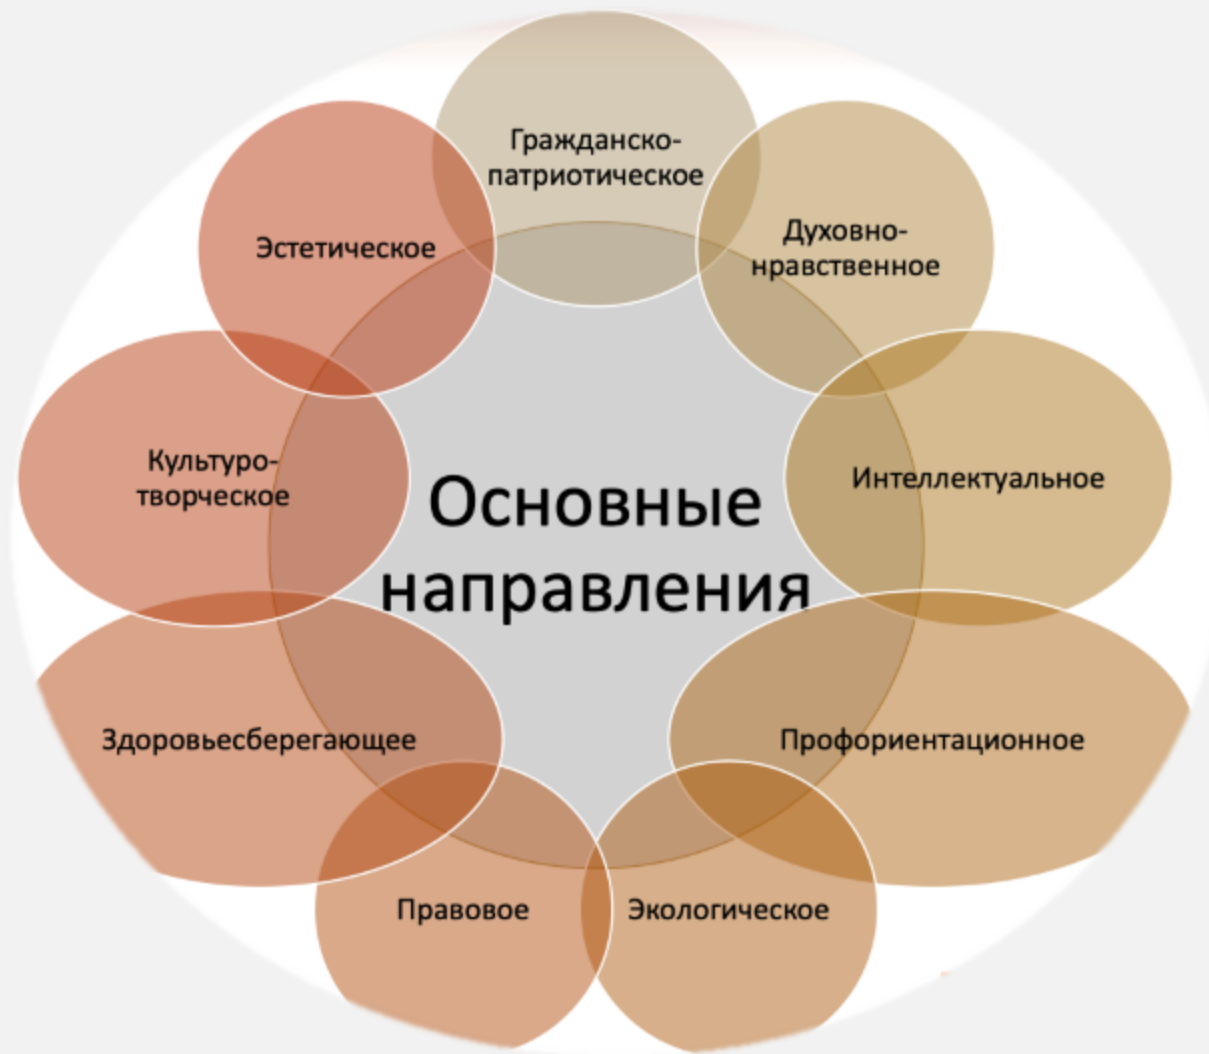 Гражданско-
патриотическое
Духовно-
нравственное
Интеллектуальное
Профориентационное
Экологическое
Правовое
Здоровьесберегающее
Культуро-
творческое
Эстетическое
Основные
направления